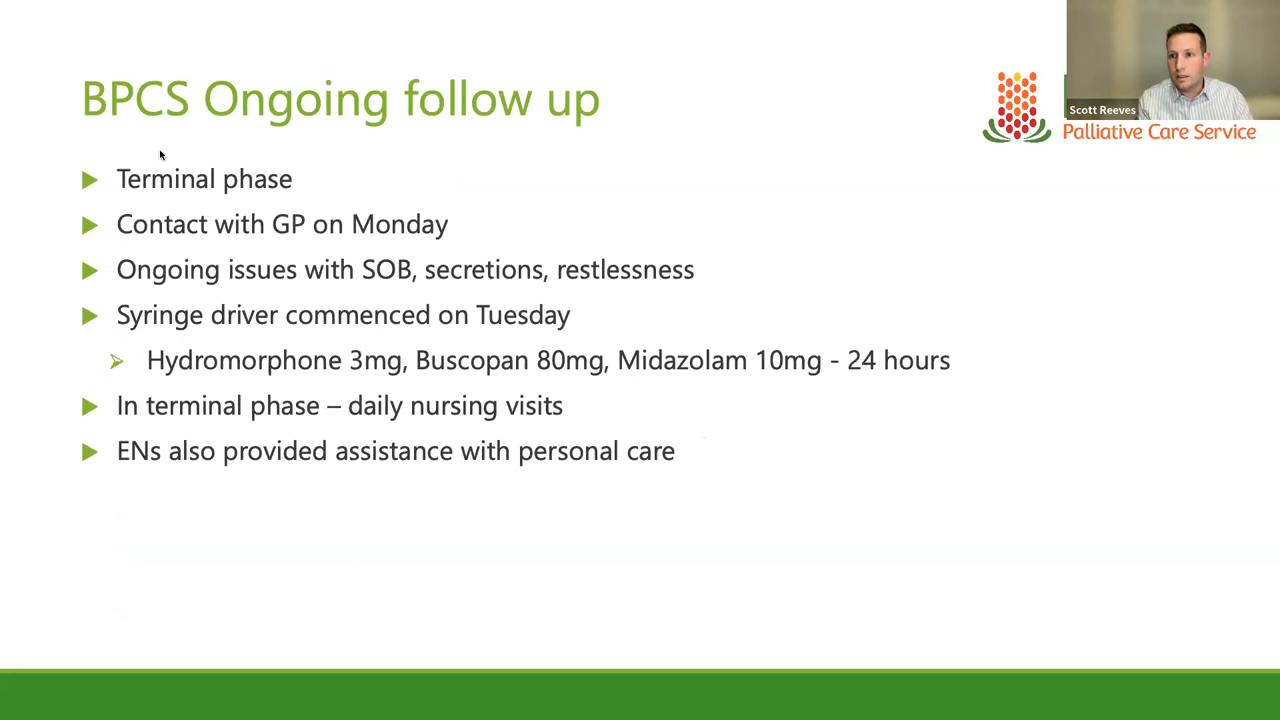 BPCS Ongoing follow up
Scott Reeves
Palliative Care Service
Terminal phase
Contact with GP on Monday
Ongoing issues with SOB, secretions, restlessness
Syringe driver commenced on Tuesday
Hydromorphone 3mg, Buscopan 80mg, Midazolam 10mg - 24 hours
In terminal phase – daily nursing visits
ENs also provided assistance with personal care